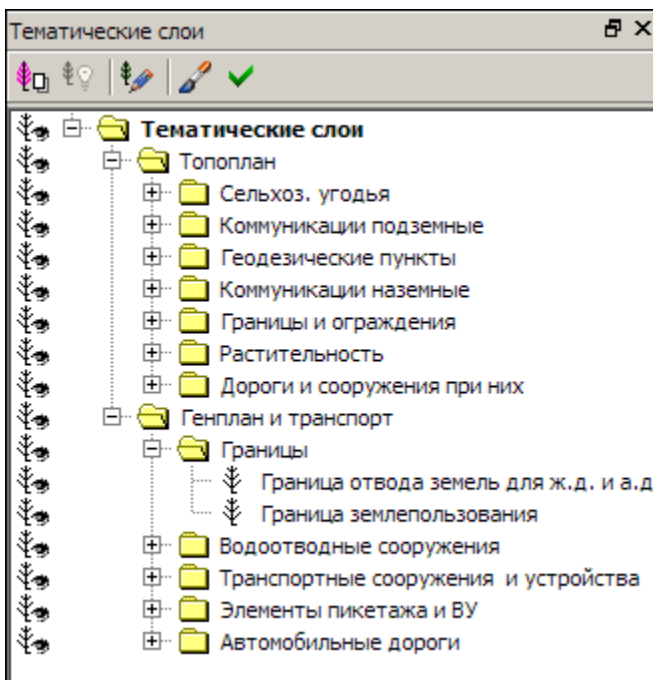 Тематические слои
Тематические слои
Топоплан
Сельхоз. угодья
Коммуникации подземные
Геодезические пункты
Коммуникации наземные
Границы и ограждения
Растительность
Дороги и сооружения при них
Генплан и транспорт
Границы
Граница отвода земель для ж.д. и а.д
Граница землепользования
Водоотводные сооружения
Транспортные сооружения и устройства
Элементы пикетажа и ВУ
Автомобильные дороги